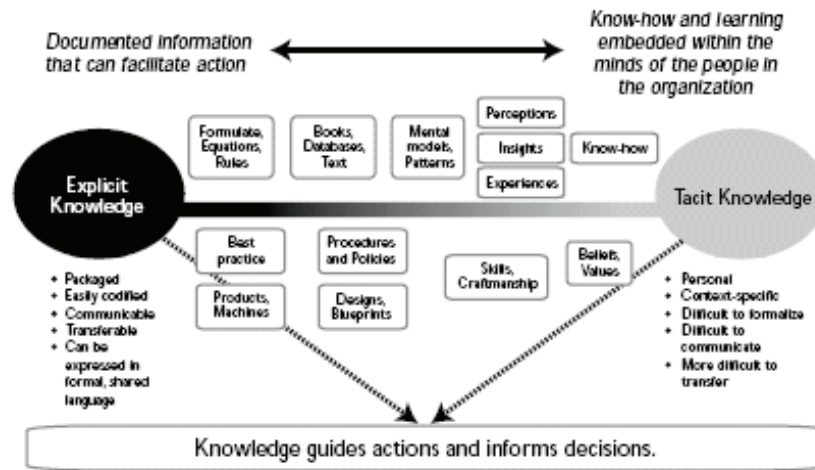 Documented information
that can facilitate action
Know-how and learning
embedded within the
minds of the people in
the organization
Formulate,
Equations,
Rules
Books,
Databases,
Text
Mental
models,
Patterns
Perceptions
Insights
Experiences
Know-how
Explicit
Knowledge
Tacit Knowledge
Best
practice
Procedures
and Policies
Products,
Machines
Designs,
Blueprints
Skills,
Craftmanship
Beliefs,
Values
+ Packaged
+ Easily codified
+ Communicable
+ Transferable
+ Can be
expressed in
formal, shared
language
+ Personal
+ Context-specific
+ Difficult to formalize
+ Difficult to
communicate
+ More difficult to
transfer
Knowledge guides actions and informs decisions.